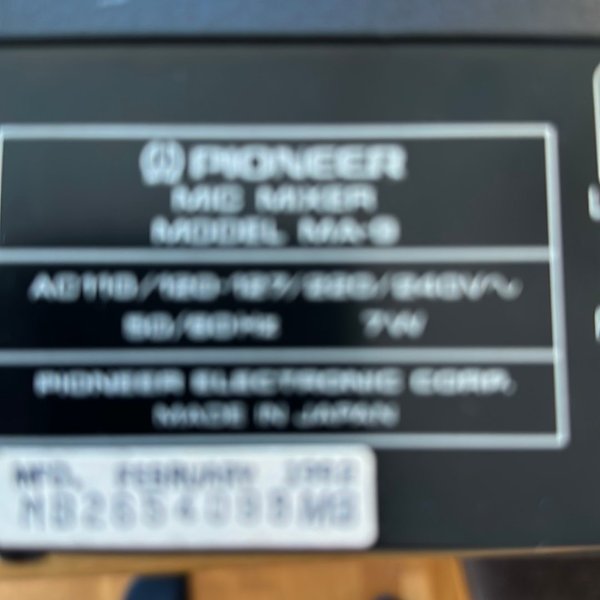 PIONEER
MIC MIXER
MODEL MA-9
AC110/120-127/220/240V~
50/60Hz 7W
PIONEER ELECTRONIC CORP.
MADE IN JAPAN
MFD. FEBRUARY